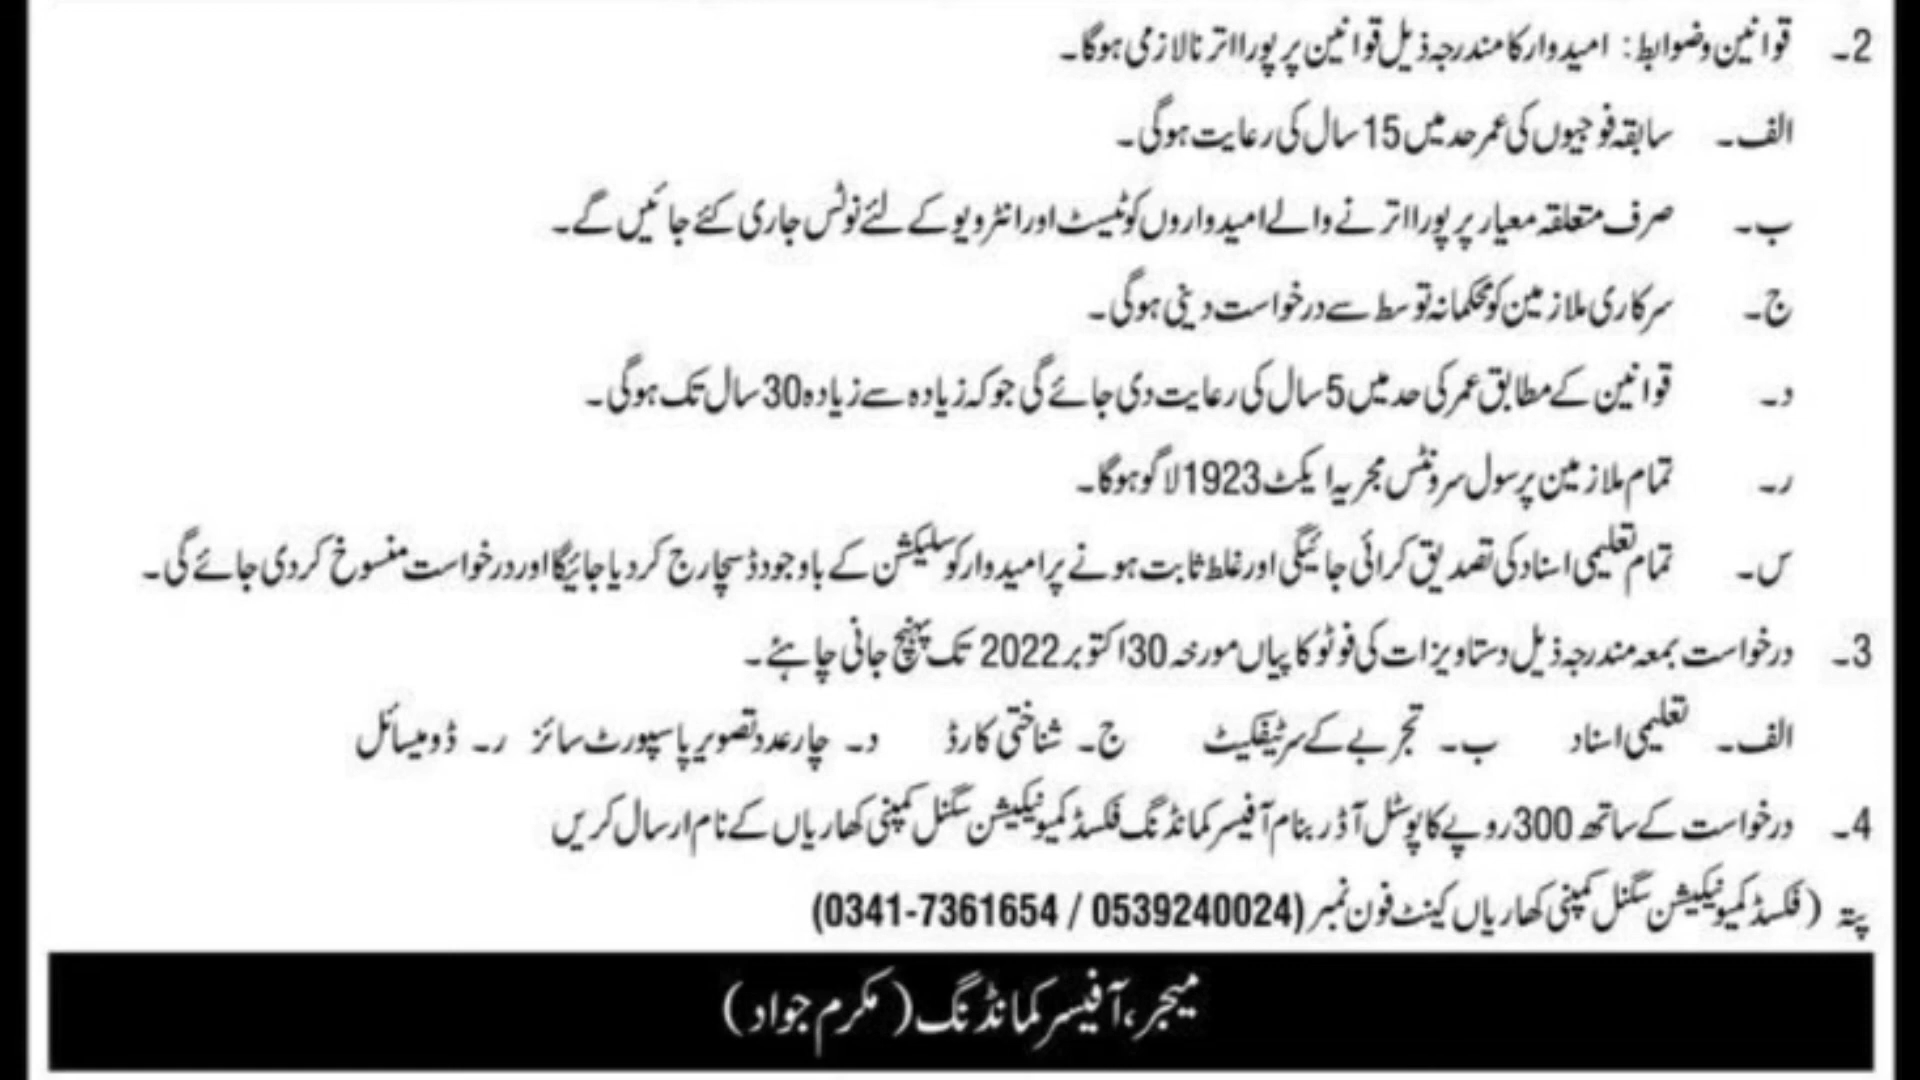 2۔ قوانین وضوابط: امیدوار کا مندرجہ ذیل قوانین پر پورا اترنا لازمی ہوگا۔
الف۔ سابقہ فوجیوں کی عمر حد میں 15 سال کی رعایت ہوگی۔
ب۔ صرف متعلقہ معیار پر پورا اترنے والے امیدواروں کو ٹیسٹ اور انٹرویو کے لئے نوٹس جاری کئے جائیں گے۔
ج۔ سرکاری ملازمین کو محکمانہ توسط سے درخواست دینی ہوگی۔
د۔ قوانین کے مطابق عمر کی حد میں 5 سال کی رعایت دی جائے گی جو کہ زیادہ سے زیادہ 30 سال تک ہوگی۔
ر۔ تمام ملازمین پر سول سرونٹس مجریہ ایکٹ 1923 لاگو ہوگا۔
س۔ تمام تعلیمی اسناد کی تصدیق کرائی جائیگی اور غلط ثابت ہونے پر امیدوار کو سلیکشن کے باوجود ڈسچارج کر دیا جائیگا اور درخواست منسوخ کر دی جائے گی۔
3۔ درخواست بمعہ مندرجہ ذیل دستاویزات کی فوٹو کاپیاں مورخہ 30 اکتوبر 2022 تک پہنچ جانی چاہئے۔
الف۔ تعلیمی اسناد ب۔ تجربے کے سرٹیفکیٹ ج۔ شناختی کارڈ د۔ چار عدد تصویر پاسپورٹ سائز ر۔ ڈومیسائل
4۔ درخواست کے ساتھ 300 روپے کا پوسٹل آڈر بنام آفیسر کمانڈنگ فکسڈ کمیونیکیشن سگنل کمپنی کھاریاں کے نام ارسال کریں
پتہ (فکسڈ کمیونیکیشن سگنل کمپنی کھاریاں کینٹ فون نمبر (0539240024 / 0341-7361654)
میجر، آفیسر کمانڈنگ (مکرم جواد)